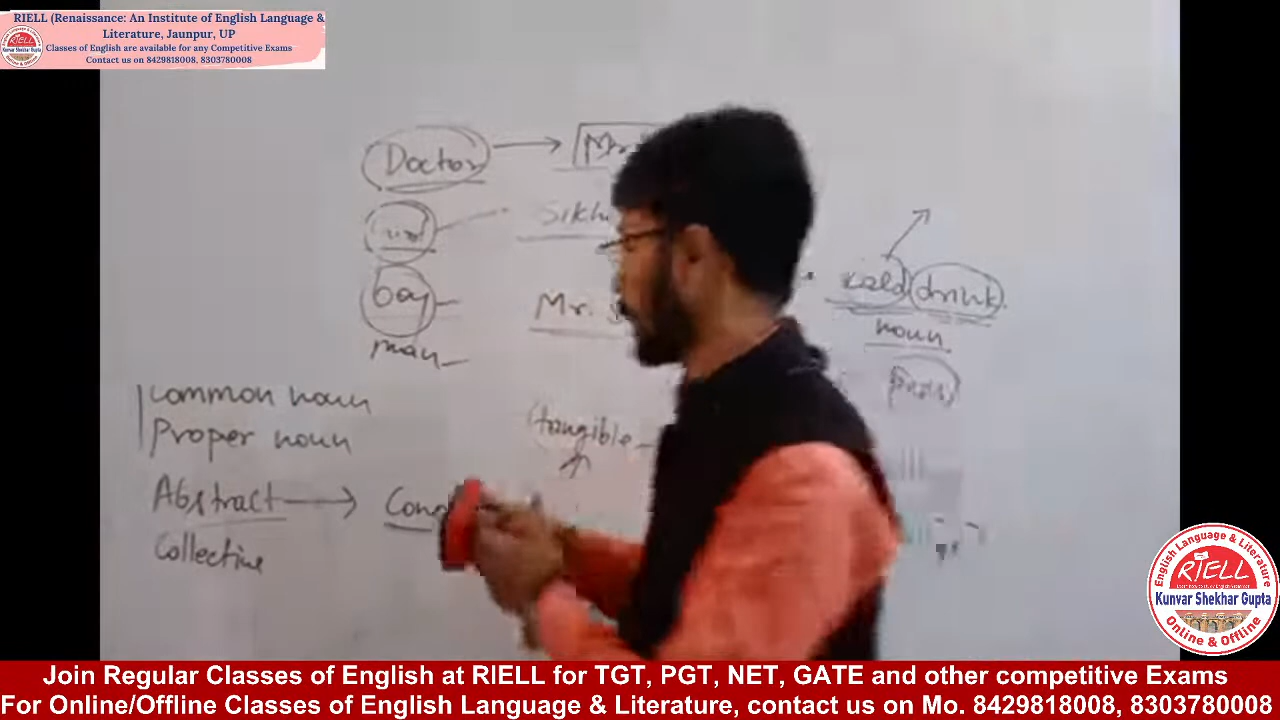 RIELL (Renaissance: An Institute of English Language &
Literature, Jaunpur, UP
Classes of English are available for any Competitive Exams
Contact us on 8429818008, 8303780008
Doctor
Mr.
boy
man
Mr.
cold drink.
noun
common noun
Proper noun
(tangible
Abstract
Collective
English Language & Literature
RIELL
Kunvar Shekhar Gupta
Online & Offline
Join Regular Classes of English at RIELL for TGT, PGT, NET, GATE and other competitive Exams
For Online/Offline Classes of English Language & Literature, contact us on Mo. 8429818008, 8303780008